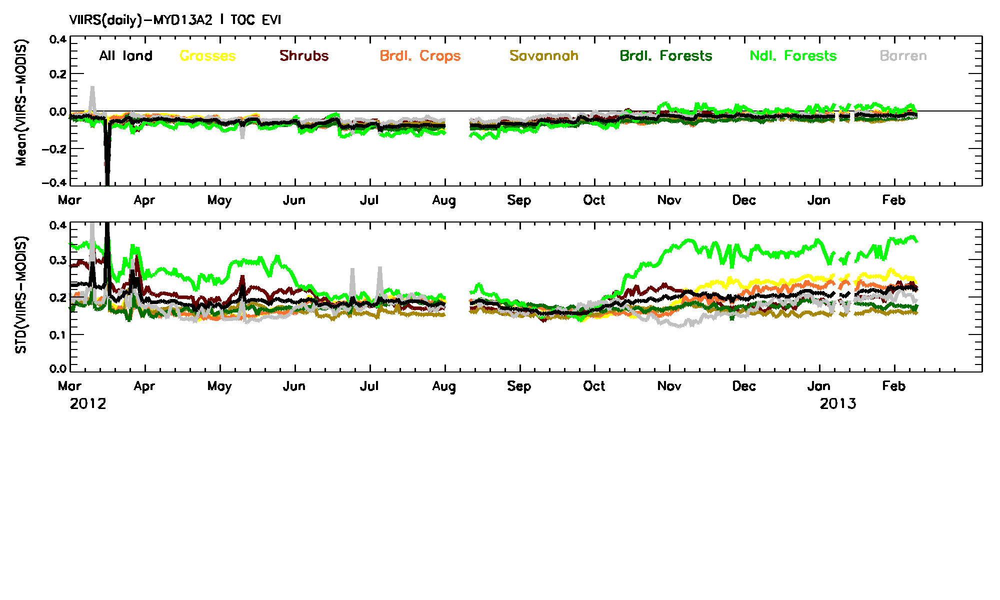 VIIRS(daily)-MYD13A2 | TOC EVI
0.4
All land Grasses Shrubs Brdl. Crops Savannah Brdl. Forests Ndl. Forests Barren
0.2
0.0
-0.2
-0.4
Mean(VIIRS-MODIS)
Mar Apr May Jun Jul Aug Sep Oct Nov Dec Jan Feb
0.4
0.3
0.2
0.1
0.0
STD(VIIRS-MODIS)
Mar Apr May Jun Jul Aug Sep Oct Nov Dec Jan Feb
2012 2013